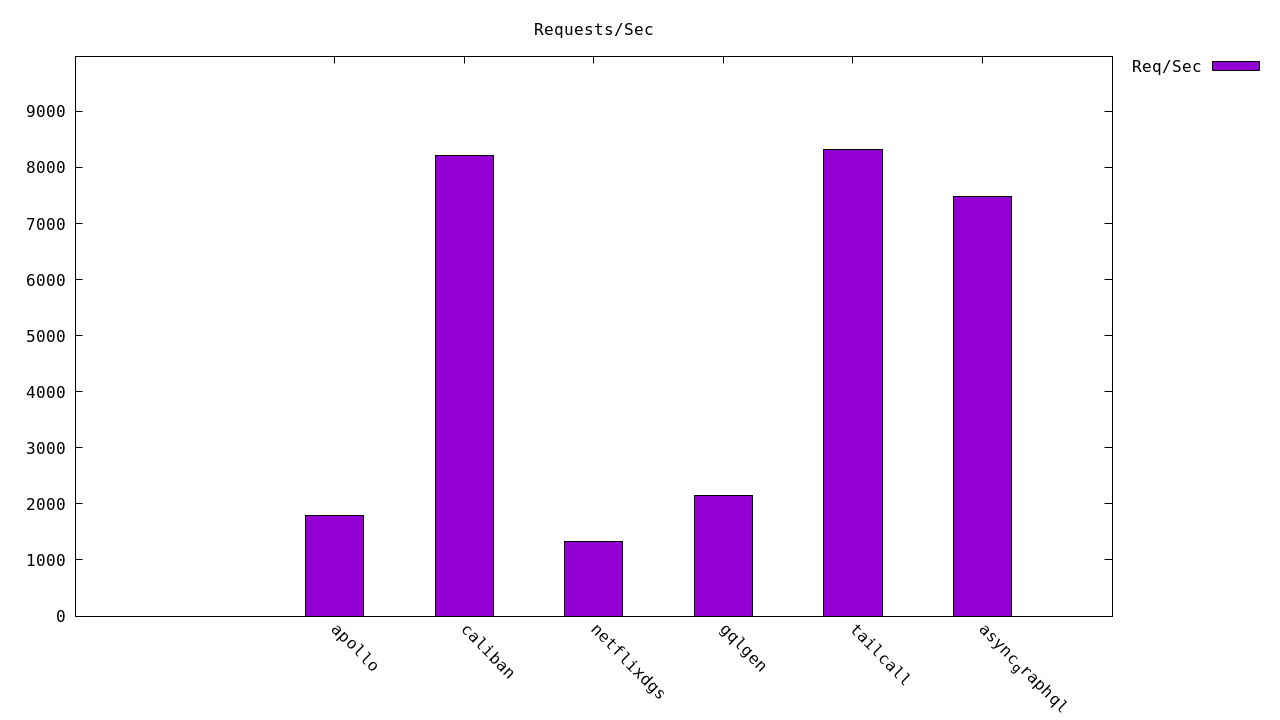 Requests/Sec
Req/Sec
9000
8000
7000
6000
5000
4000
3000
2000
1000
0
apollo
caliban
netflixdgs
gqlgen
tailcall
asyncgraphql